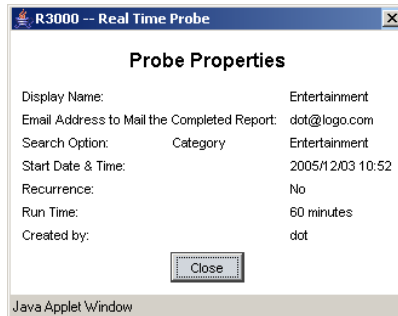 R3000 -- Real Time Probe
Probe Properties
Display Name: Entertainment
Email Address to Mail the Completed Report: dot@logo.com
Search Option: Category Entertainment
Start Date & Time: 2005/12/03 10:52
Recurrence: No
Run Time: 60 minutes
Created by: dot
Close
Java Applet Window